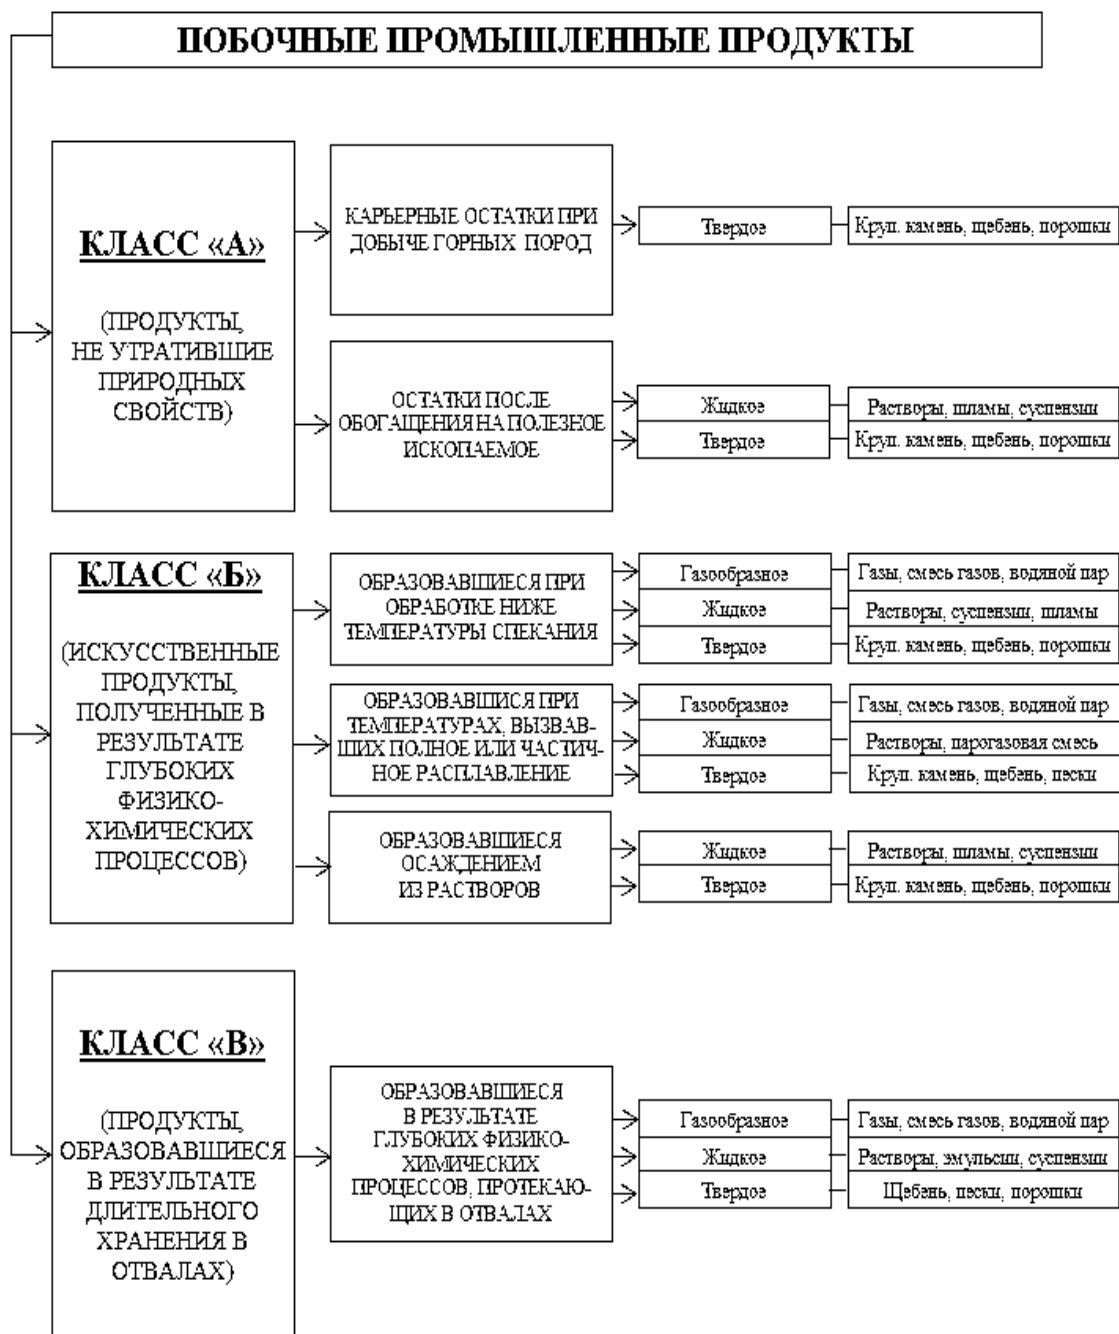 ПОБОЧНЫЕ ПРОМЫШЛЕННЫЕ ПРОДУКТЫ
КЛАСС «А»
(ПРОДУКТЫ,
НЕ УТРАТИВШИЕ
ПРИРОДНЫХ
СВОЙСТВ)
КАРЬЕРНЫЕ ОСТАТКИ ПРИ
ДОБЫЧЕ ГОРНЫХ ПОРОД
Твердое
Круп. камень, щебень, порошки
ОСТАТКИ ПОСЛЕ
ОБОГАЩЕНИЯ НА ПОЛЕЗНОЕ
ИСКОПАЕМОЕ
Жидкое
Растворы, шламы, суспензии
Твердое
Круп. камень, щебень, порошки
КЛАСС «Б»
(ИСКУССТВЕННЫЕ
ПРОДУКТЫ,
ПОЛУЧЕННЫЕ В
РЕЗУЛЬТАТЕ
ГЛУБОКИХ
ФИЗИКО-
ХИМИЧЕСКИХ
ПРОЦЕССОВ)
ОБРАЗОВАВШИЕСЯ ПРИ
ОБРАБОТКЕ НИЖЕ
ТЕМПЕРАТУРЫ СПЕКАНИЯ
Газообразное
Газы, смесь газов, водяной пар
Жидкое
Растворы, суспензии, шламы
Твердое
Круп. камень, щебень, порошки
ОБРАЗОВАВШИСЯ ПРИ
ТЕМПЕРАТУРАХ, ВЫЗВАВ-
ШИХ ПОЛНОЕ ИЛИ ЧАСТИЧ-
НОЕ РАСПЛАВЛЕНИЕ
Газообразное
Газы, смесь газов, водяной пар
Жидкое
Растворы, парогазовая смесь
Твердое
Круп. камень, щебень, пески
ОБРАЗОВАВШИЕСЯ
ОСАЖДЕНИЕМ
ИЗ РАСТВОРОВ
Жидкое
Растворы, шламы, суспензии
Твердое
Круп. камень, щебень, порошки
КЛАСС «В»
(ПРОДУКТЫ,
ОБРАЗОВАВШИЕСЯ
В РЕЗУЛЬТАТЕ
ДЛИТЕЛЬНОГО
ХРАНЕНИЯ В
ОТВАЛАХ)
ОБРАЗОВАВШИЕСЯ
В РЕЗУЛЬТАТЕ
ГЛУБОКИХ ФИЗИКО-
ХИМИЧЕСКИХ
ПРОЦЕССОВ, ПРОТЕКАЮ-
ЩИХ В ОТВАЛАХ
Газообразное
Газы, смесь газов, водяной пар
Жидкое
Растворы, эмульсии, суспензии
Твердое
Щебень, пески, порошки